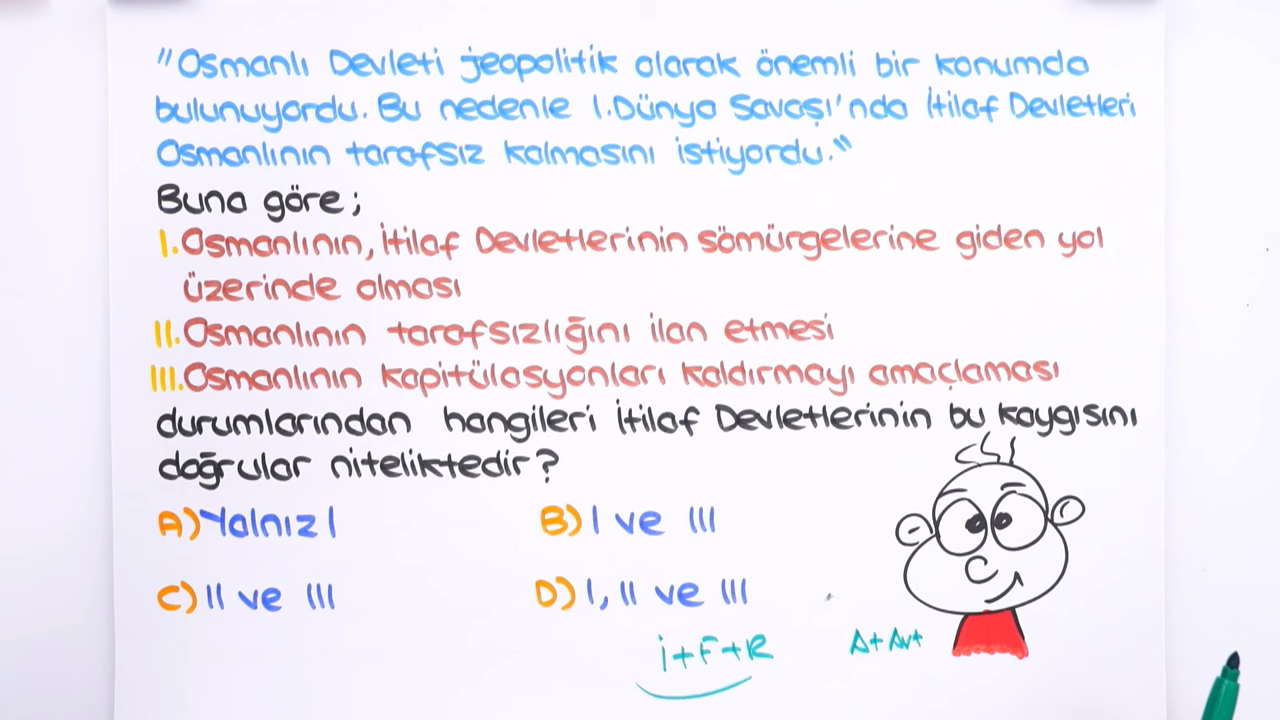 "Osmanlı Devleti jeopolitik olarak önemli bir konumda
bulunuyordu. Bu nedenle I.Dünya Savaşı'nda İtilaf Devletleri
Osmanlının tarafsız kalmasını istiyordu."
Buna göre;
I.Osmanlının, İtilaf Devletlerinin sömürgelerine giden yol
üzerinde olması
II.Osmanlının tarafsızlığını ilan etmesi
III.Osmanlının kapitülasyonları kaldırmayı amaçlaması
durumlarından hangileri İtilaf Devletlerinin bu kaygısını
doğrular niteliktedir?
A)Yalnız I B) I ve III
C) II ve III D) I, II ve III
i+F+R A+Av+